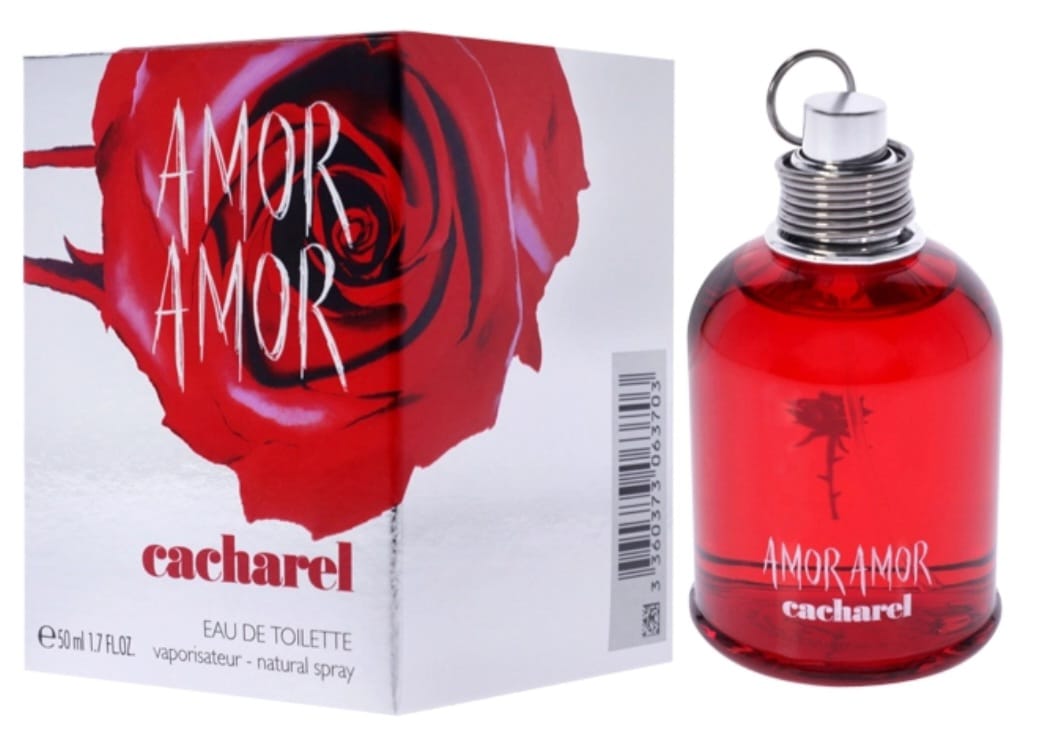 AMOR
AMOR
cacharel
EAU DE TOILETTE
e 50 ml 1.7 FL.OZ.
vaporisateur - natural spray
3 360373 063703
AMOR AMOR
cacharel